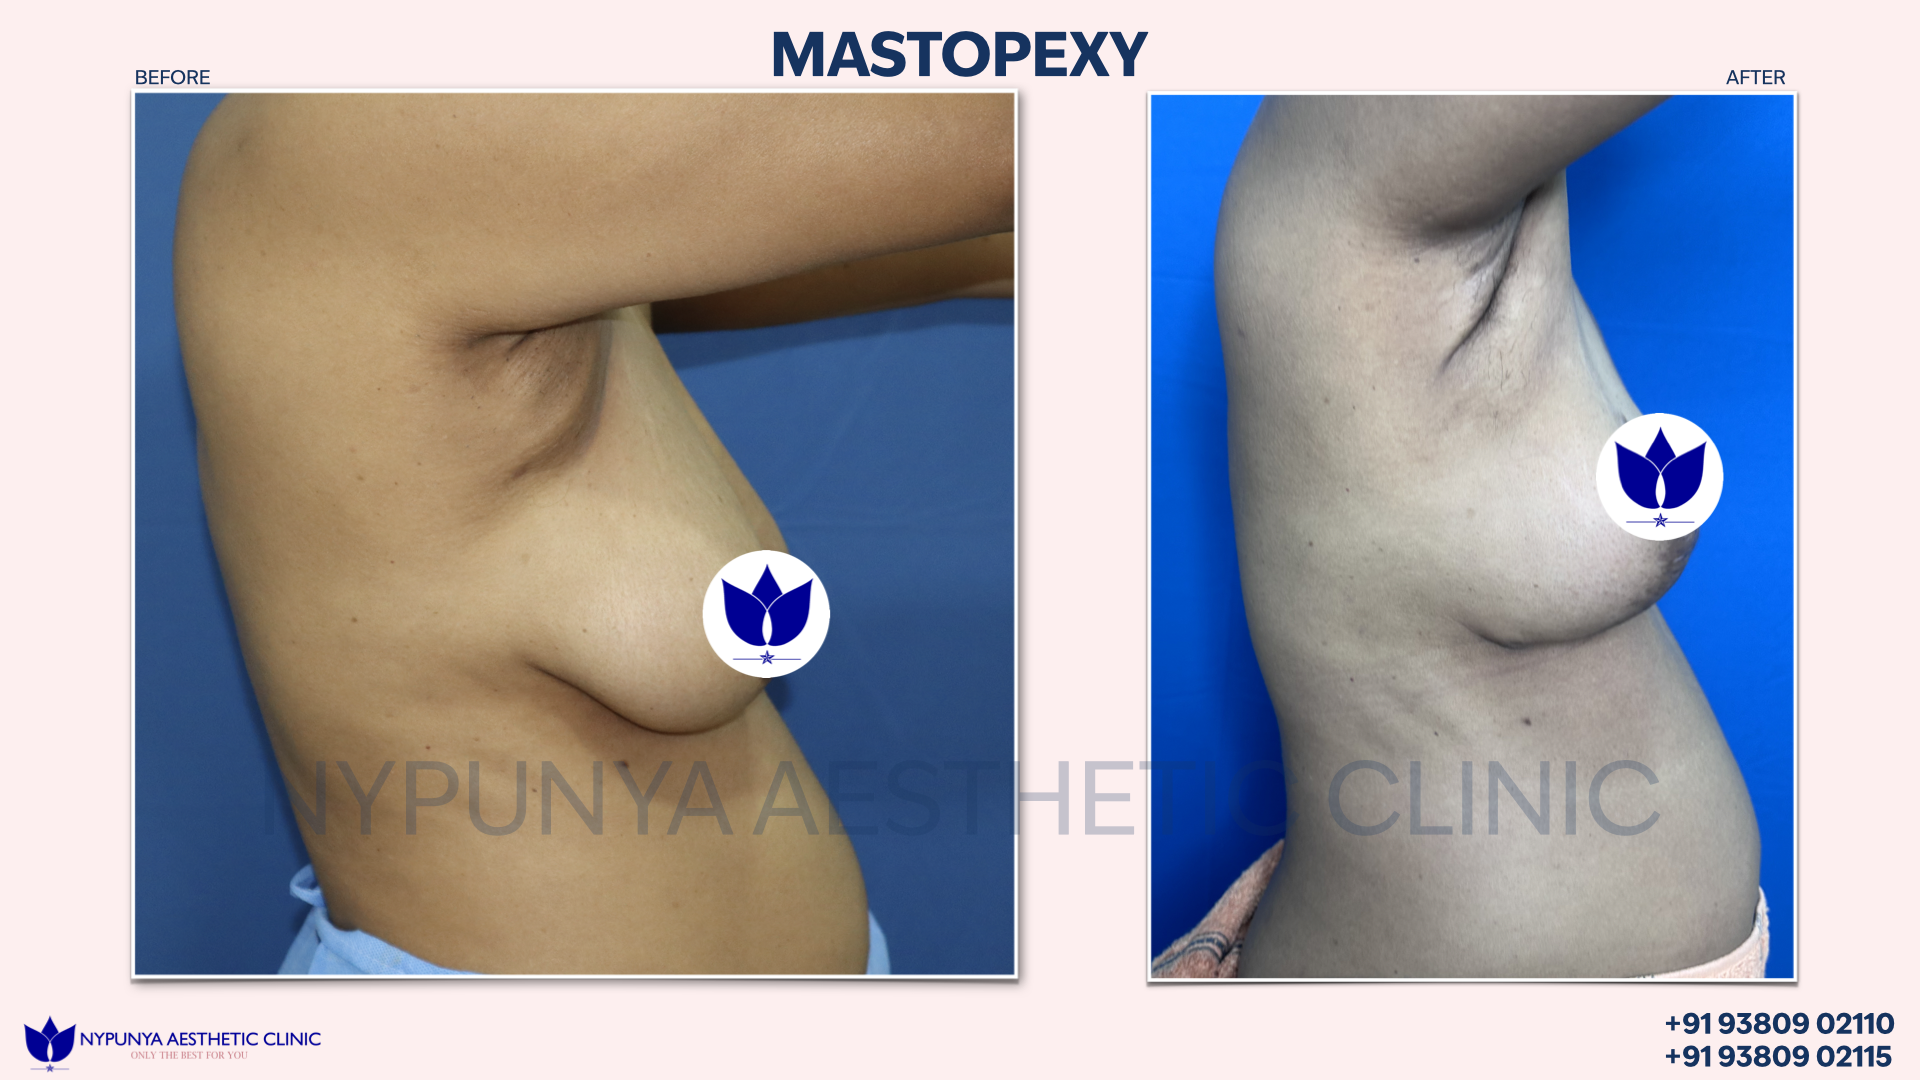 MASTOPEXY
BEFORE
AFTER
NYPUNYA AESTHETIC CLINIC
NYPUNYA AESTHETIC CLINIC
ONLY THE BEST FOR YOU
+91 93809 02110
+91 93809 02115